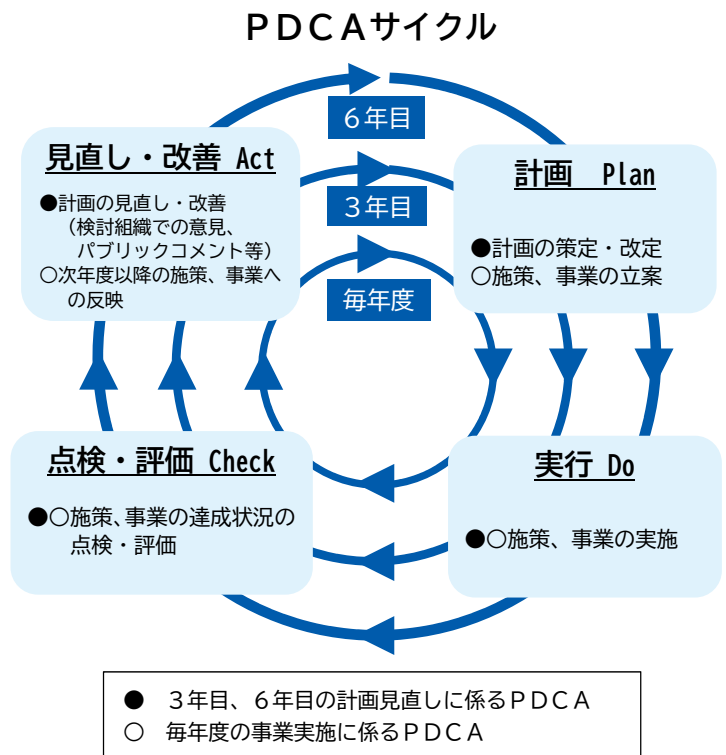 PDCAサイクル
6年目
3年目
毎年度
見直し・改善 Act
●計画の見直し・改善
(検討組織での意見、
パブリックコメント等)
○次年度以降の施策、事業へ
の反映
計画 Plan
●計画の策定・改定
○施策、事業の立案
点検・評価 Check
●○施策、事業の達成状況の
点検・評価
実行 Do
●○施策、事業の実施
● 3年目、6年目の計画見直しに係るPDCA
○ 毎年度の事業実施に係るPDCA